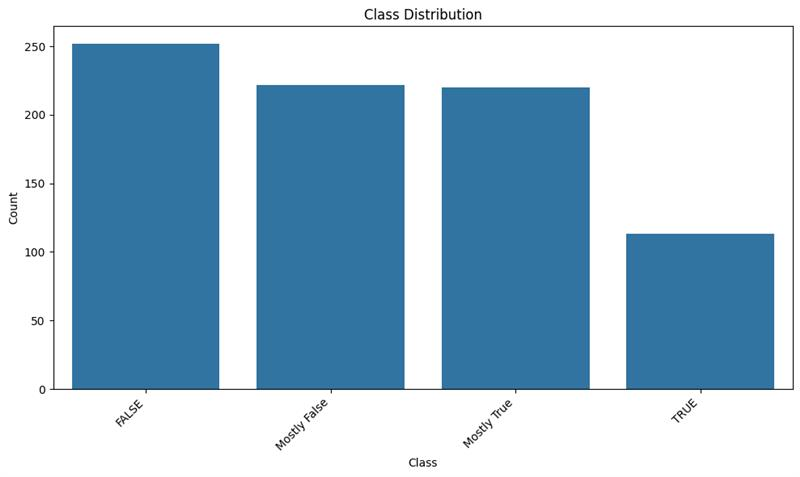 Class Distribution
250
200
150
100
50
0
Count
FALSE
Mostly False
Mostly True
TRUE
Class